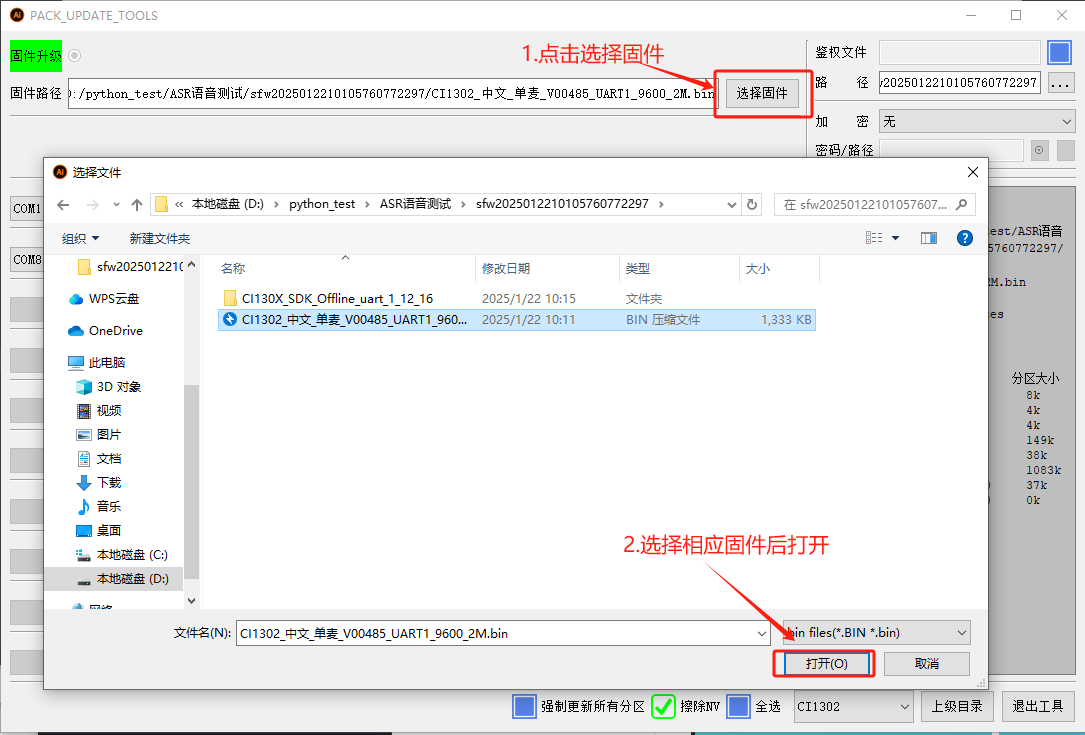 PACK_UPDATE_TOOLS
固件升级
1.点击选择固件
鉴权文件
固件路径
:/python_test/ASR语音测试/sfw20250122101057607722​97/CI1302_中文_单麦_V00485_UART1_9600_2M.bin
选择固件
路 径
20250122101057607722​97
...
加 密
无
密码/路径
选择文件
« 本地磁盘 (D:) › python_test › ASR语音测试 › sfw20250122101057607722​97 ›
在 sfw20250122101057607...
组织
新建文件夹
COM1
COM8
sfw202501221​0
WPS云盘
OneDrive
此电脑
3D 对象
视频
图片
文档
下载
音乐
桌面
本地磁盘 (C:)
本地磁盘 (D:)
网络
名称 修改日期 类型 大小
CI130X_SDK_Offline_uart_1_12_16 2025/1/22 10:15 文件夹
CI1302_中文_单麦_V00485_UART1_960... 2025/1/22 10:11 BIN 压缩文件 1,333 KB
est/ASR语音
5760772297/
2M.bin
es
分区大小
8k
4k
4k
149k
38k
1083k
37k
0k
2.选择相应固件后打开
文件名(N):
CI1302_中文_单麦_V00485_UART1_9600_2M.bin
bin files(*.BIN *.bin)
打开(O)
取消
强制更新所有分区
擦除NV
全选
CI1302
上级目录
退出工具